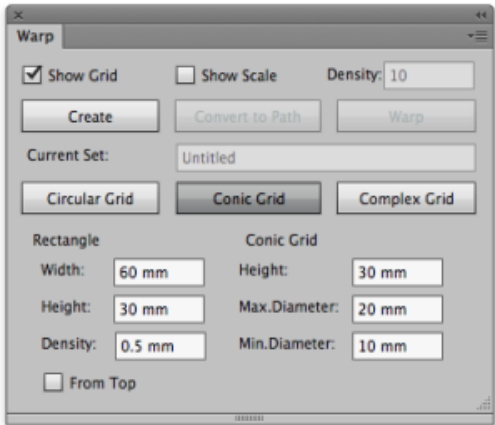 Warp
Show Grid Show Scale Density: 10
Create Convert to Path Warp
Current Set: Untitled
Circular Grid Conic Grid Complex Grid
Rectangle Conic Grid
Width: 60 mm Height: 30 mm
Height: 30 mm Max.Diameter: 20 mm
Density: 0.5 mm Min.Diameter: 10 mm
From Top